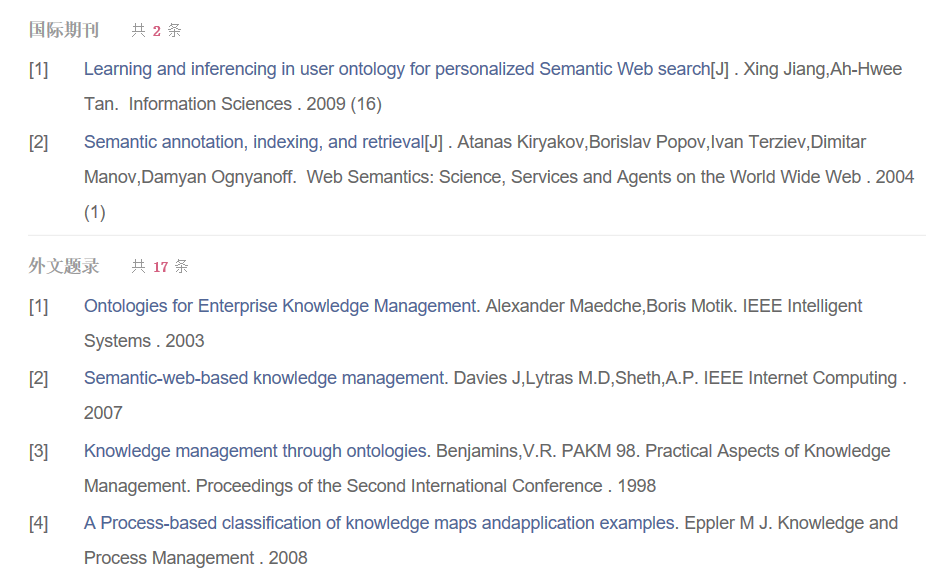 国际期刊 共 2 条
[1] Learning and inferencing in user ontology for personalized Semantic Web search[J] . Xing Jiang,Ah-Hwee
Tan. Information Sciences . 2009 (16)
[2] Semantic annotation, indexing, and retrieval[J] . Atanas Kiryakov,Borislav Popov,Ivan Terziev,Dimitar
Manov,Damyan Ognyanoff. Web Semantics: Science, Services and Agents on the World Wide Web . 2004
(1)
外文题录 共 17 条
[1] Ontologies for Enterprise Knowledge Management. Alexander Maedche,Boris Motik. IEEE Intelligent
Systems . 2003
[2] Semantic-web-based knowledge management. Davies J,Lytras M.D,Sheth,A.P. IEEE Internet Computing .
2007
[3] Knowledge management through ontologies. Benjamins,V.R. PAKM 98. Practical Aspects of Knowledge
Management. Proceedings of the Second International Conference . 1998
[4] A Process-based classification of knowledge maps andapplication examples. Eppler M J. Knowledge and
Process Management . 2008